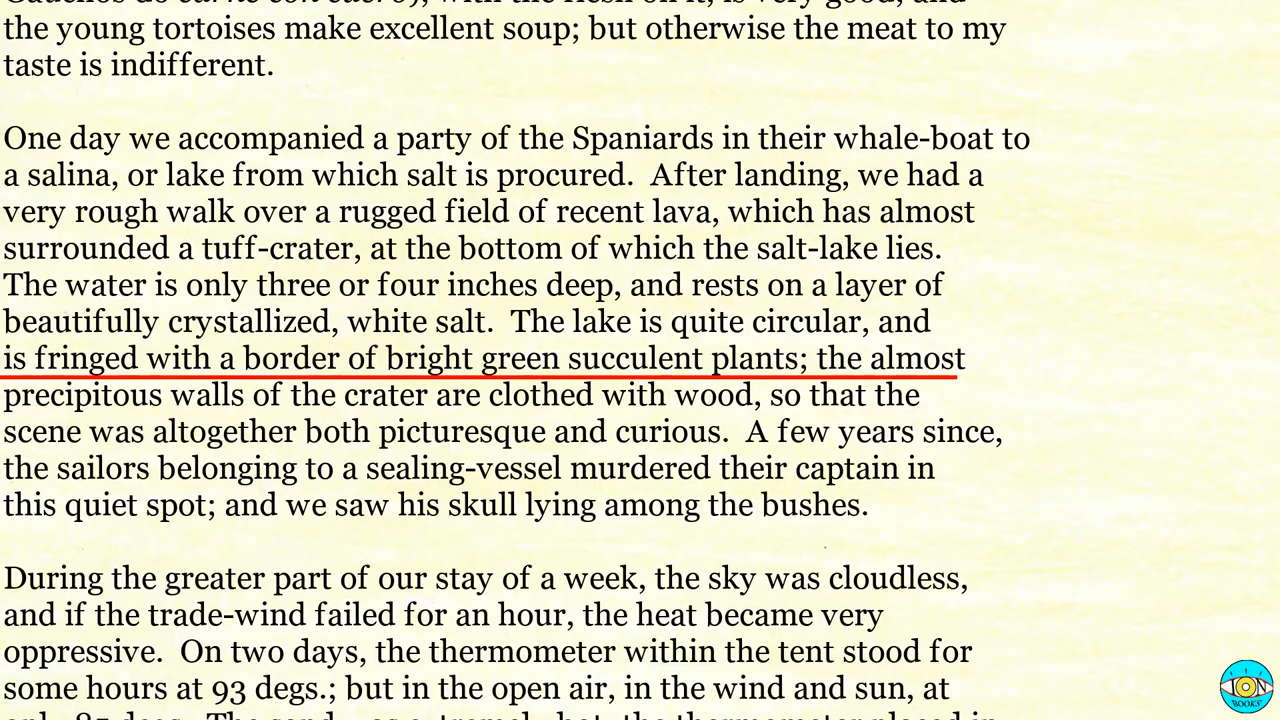 the young tortoises make excellent soup; but otherwise the meat to my
taste is indifferent.
One day we accompanied a party of the Spaniards in their whale-boat to
a salina, or lake from which salt is procured.  After landing, we had a
very rough walk over a rugged field of recent lava, which has almost
surrounded a tuff-crater, at the bottom of which the salt-lake lies.
The water is only three or four inches deep, and rests on a layer of
beautifully crystallized, white salt.  The lake is quite circular, and
is fringed with a border of bright green succulent plants; the almost
precipitous walls of the crater are clothed with wood, so that the
scene was altogether both picturesque and curious.  A few years since,
the sailors belonging to a sealing-vessel murdered their captain in
this quiet spot; and we saw his skull lying among the bushes.
During the greater part of our stay of a week, the sky was cloudless,
and if the trade-wind failed for an hour, the heat became very
oppressive.  On two days, the thermometer within the tent stood for
some hours at 93 degs.; but in the open air, in the wind and sun, at
ION
BOOKS